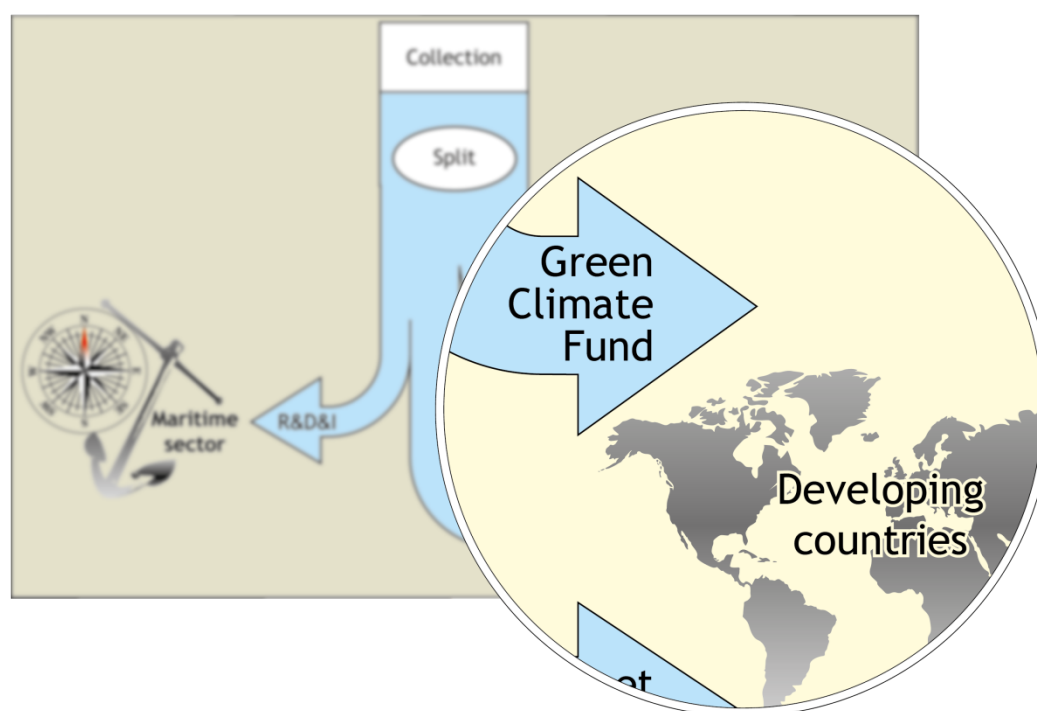 Collection
Split
Green
Climate
Fund
R&D&I
Maritime
sector
Developing
countries